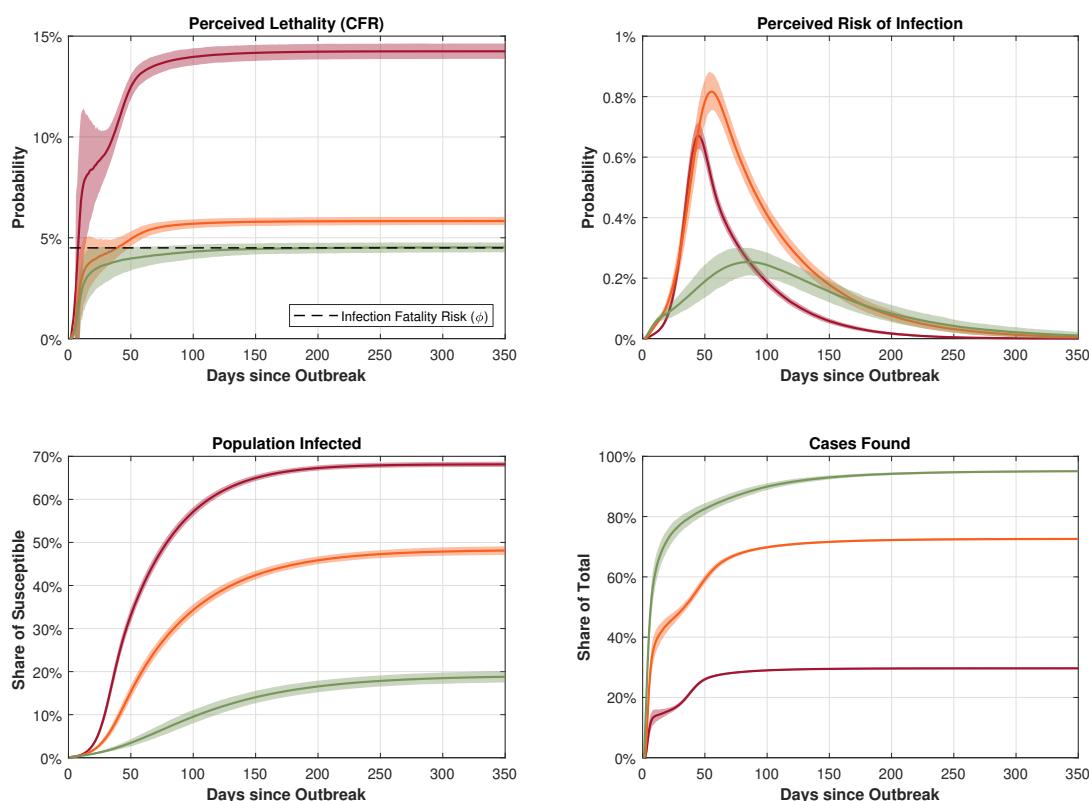 Perceived Lethality (CFR)
15%
10%
5%
0%
Probability
Infection Fatality Risk (ϕ)
0 50 100 150 200 250 300 350
Days since Outbreak
Perceived Risk of Infection
1%
0.8%
0.6%
0.4%
0.2%
0%
Probability
0 50 100 150 200 250 300 350
Days since Outbreak
Population Infected
70%
60%
50%
40%
30%
20%
10%
0%
Share of Susceptible
0 50 100 150 200 250 300 350
Days since Outbreak
Cases Found
100%
80%
60%
40%
20%
0%
Share of Total
0 50 100 150 200 250 300 350
Days since Outbreak